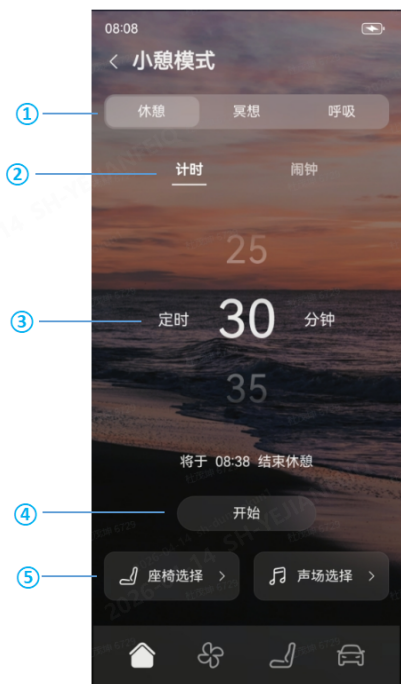 08:08
小憩模式
① 休憩 冥想 呼吸
② 计时 闹钟
25
③ 定时 30 分钟
35
将于 08:38 结束休憩
④ 开始
⑤ 座椅选择 声场选择